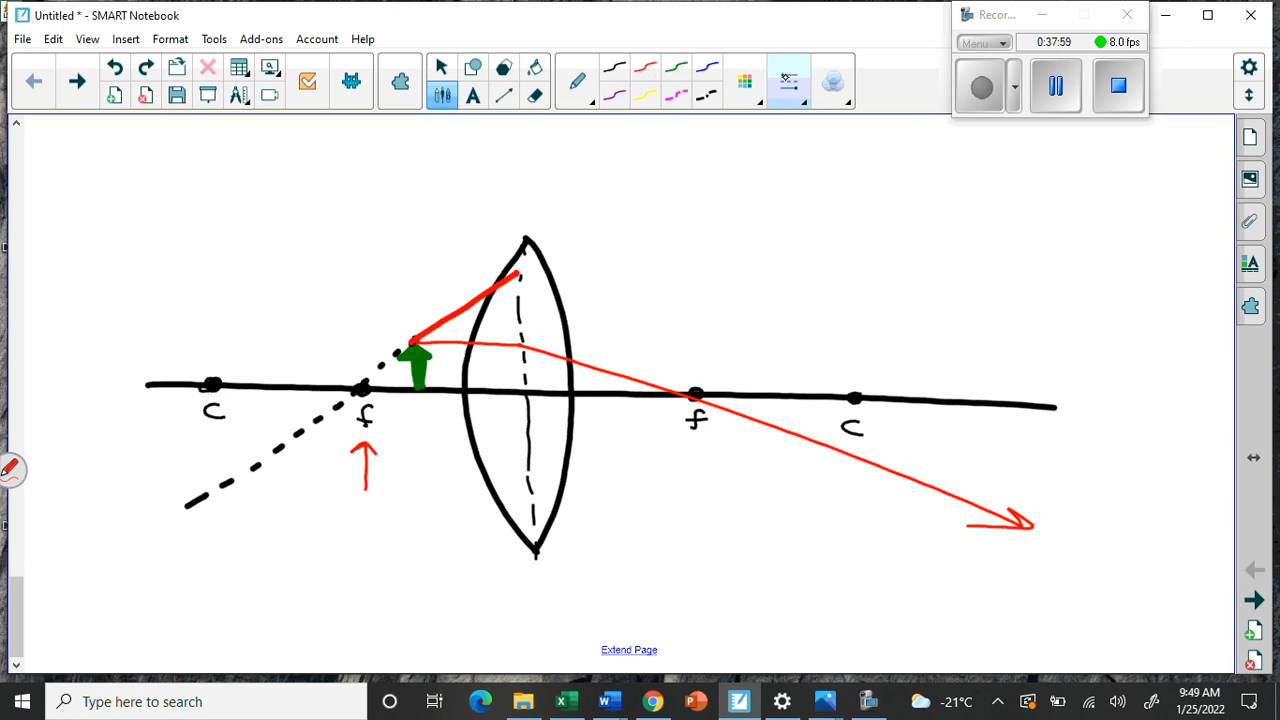 Untitled * - SMART Notebook
Recor...
File Edit View Insert Format Tools Add-ons Account Help
Menu
0:37:59
8.0 fps
A
A
A
c
f
f
c
Extend Page
Type here to search
-21°C
9:49 AM
1/25/2022